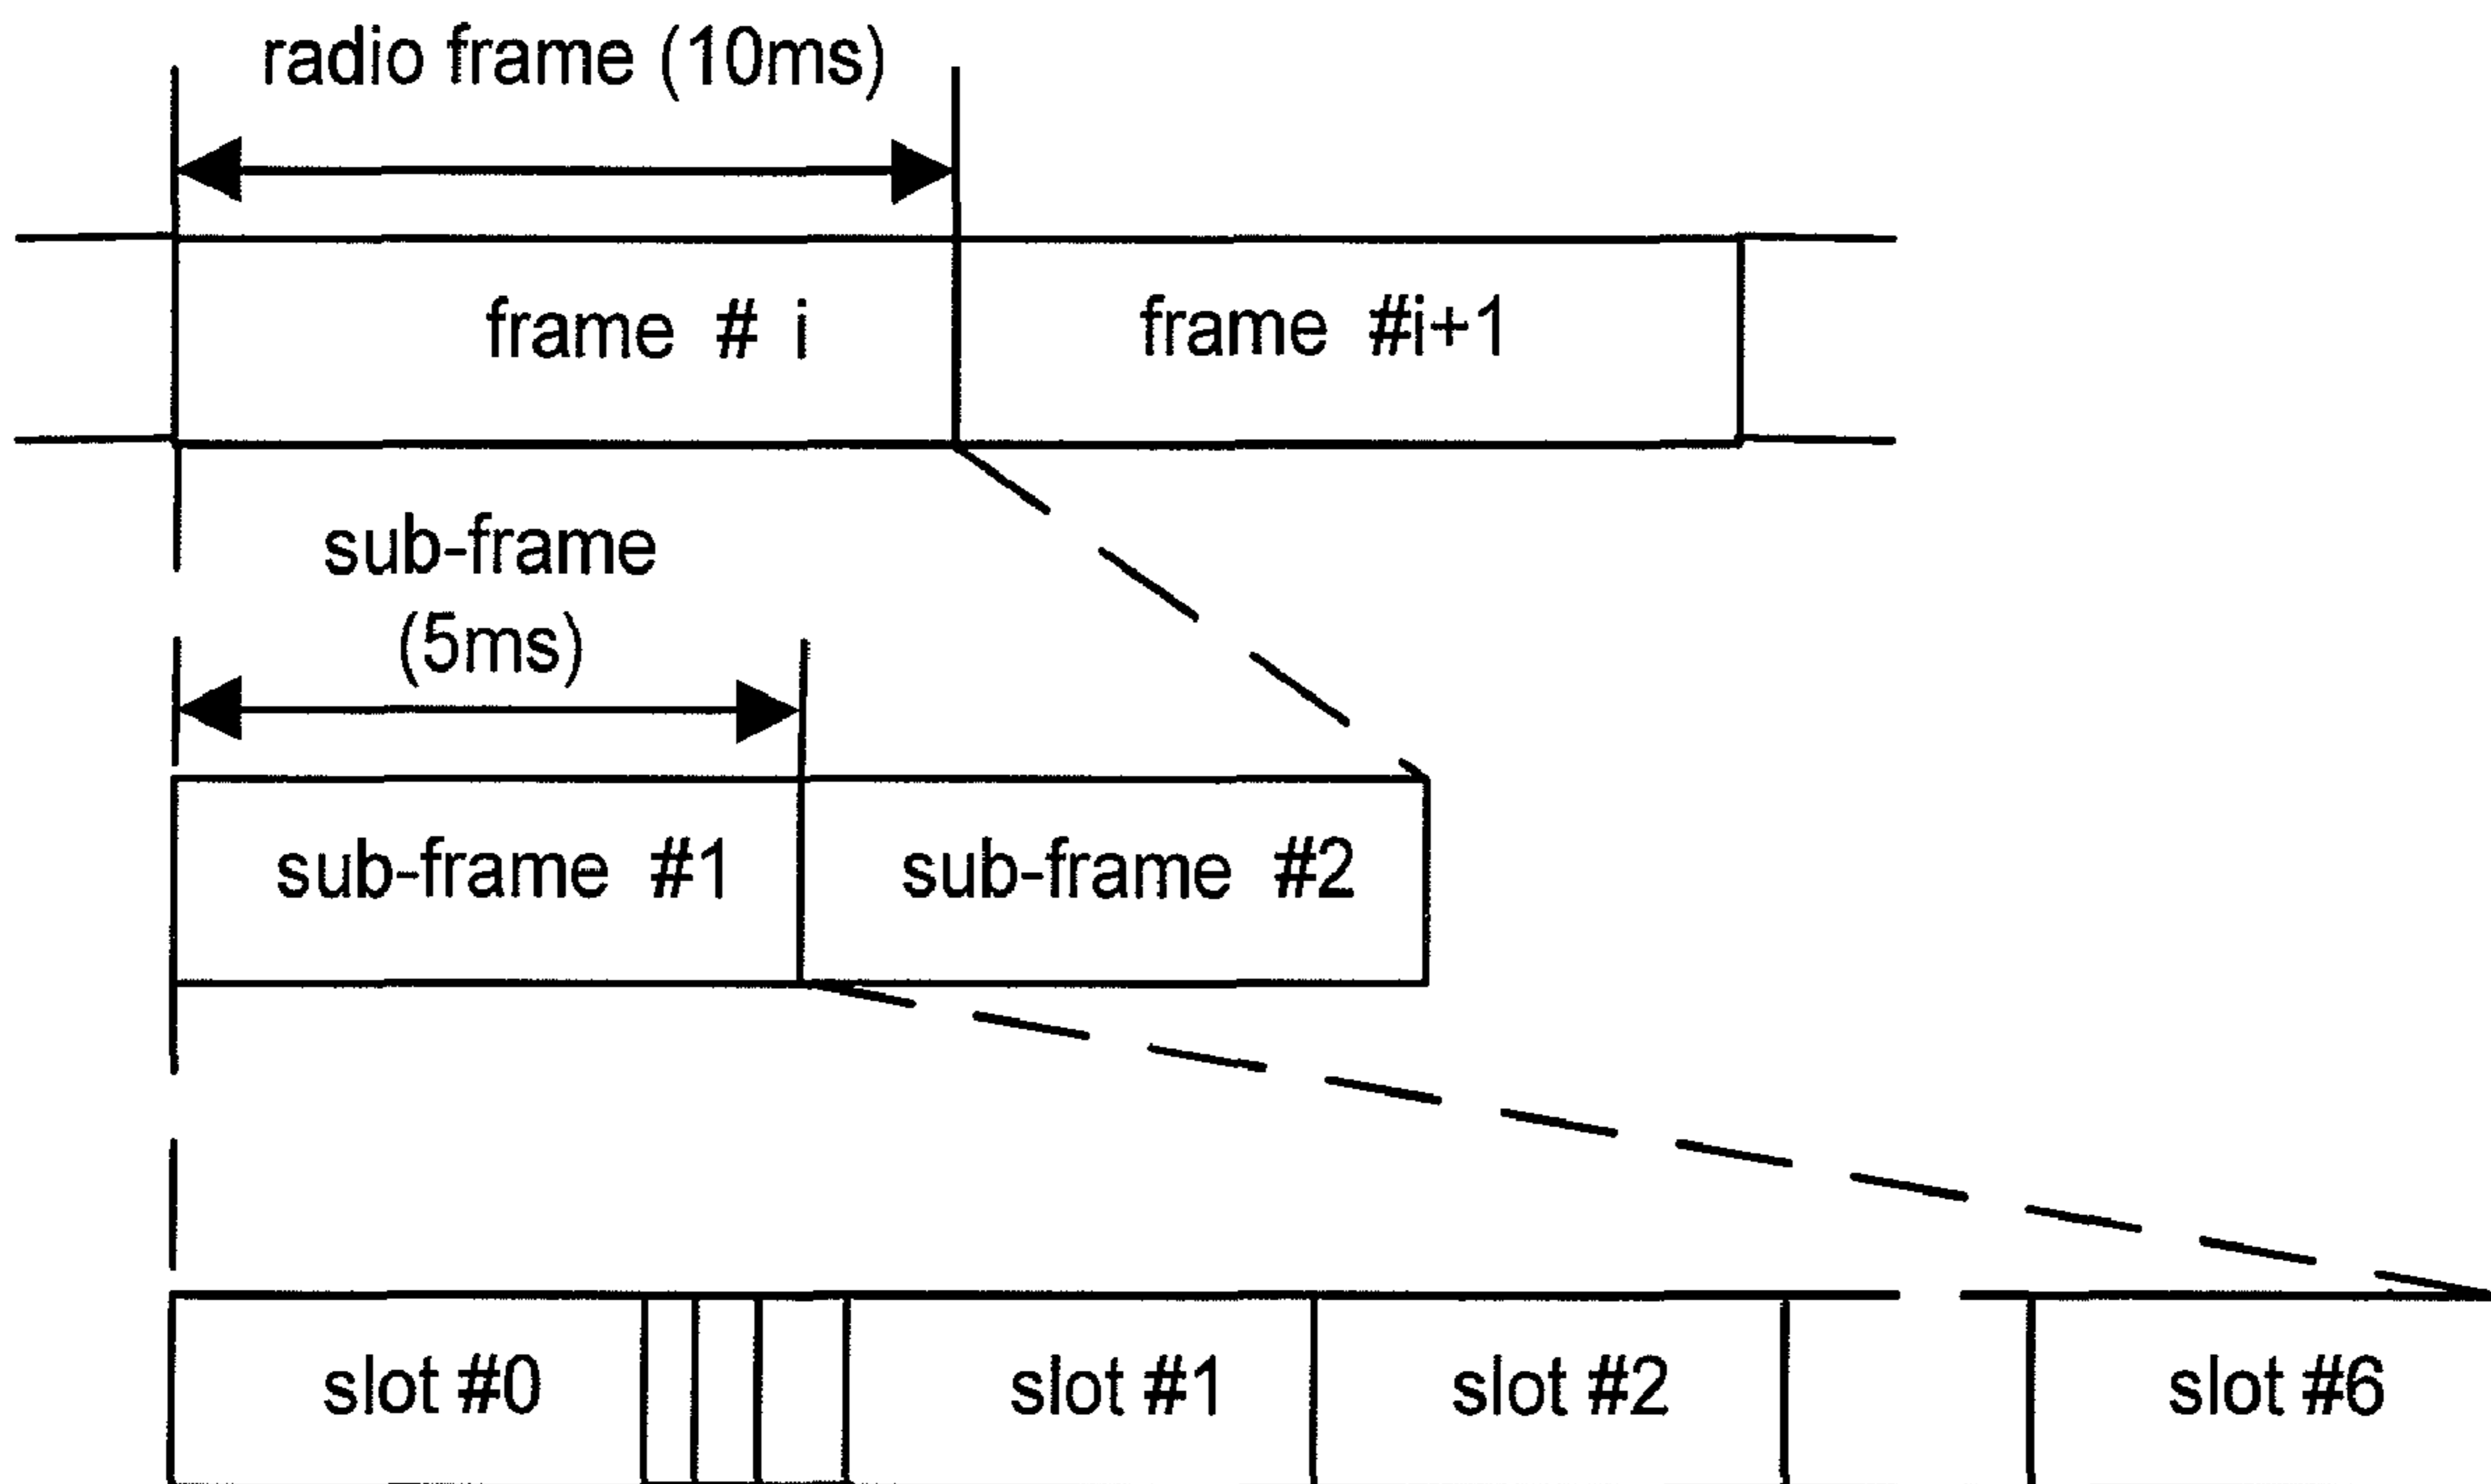 radio frame (10ms)
frame # i
frame #i+1
sub-frame
(5ms)
sub-frame #1
sub-frame #2
slot #0
slot #1
slot #2
slot #6